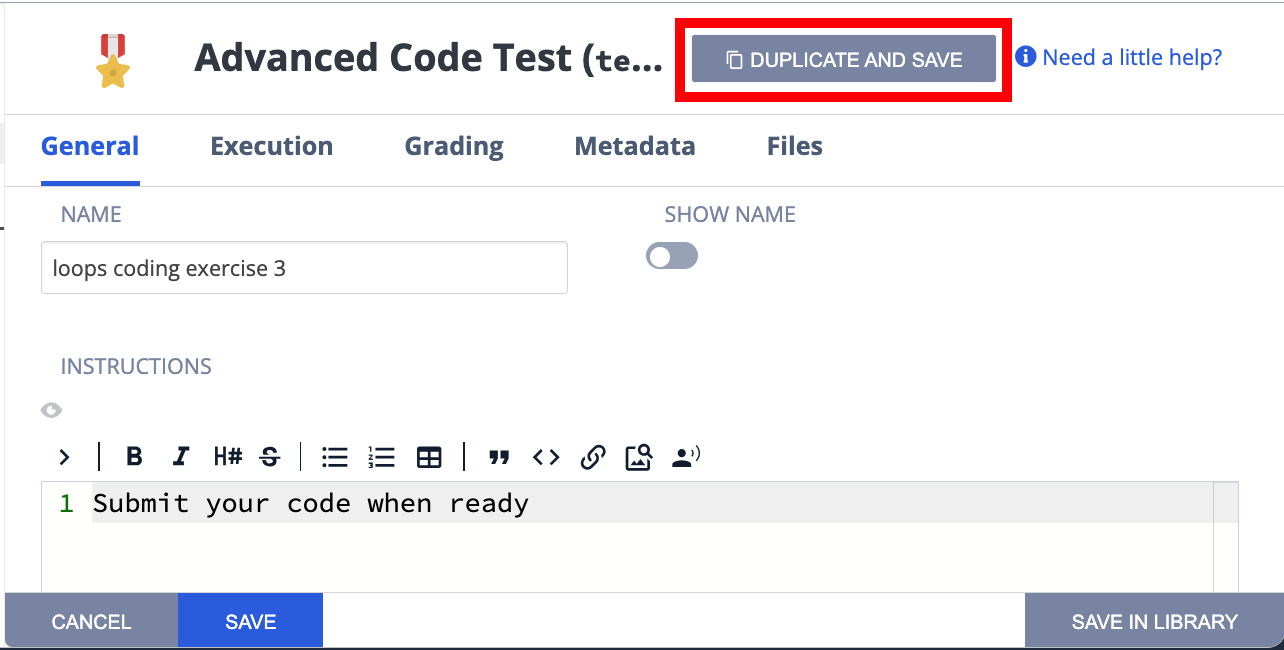 Advanced Code Test (te...
DUPLICATE AND SAVE
Need a little help?
General Execution Grading Metadata Files
NAME
SHOW NAME
loops coding exercise 3
INSTRUCTIONS
B I H# S
1 Submit your code when ready
CANCEL SAVE SAVE IN LIBRARY